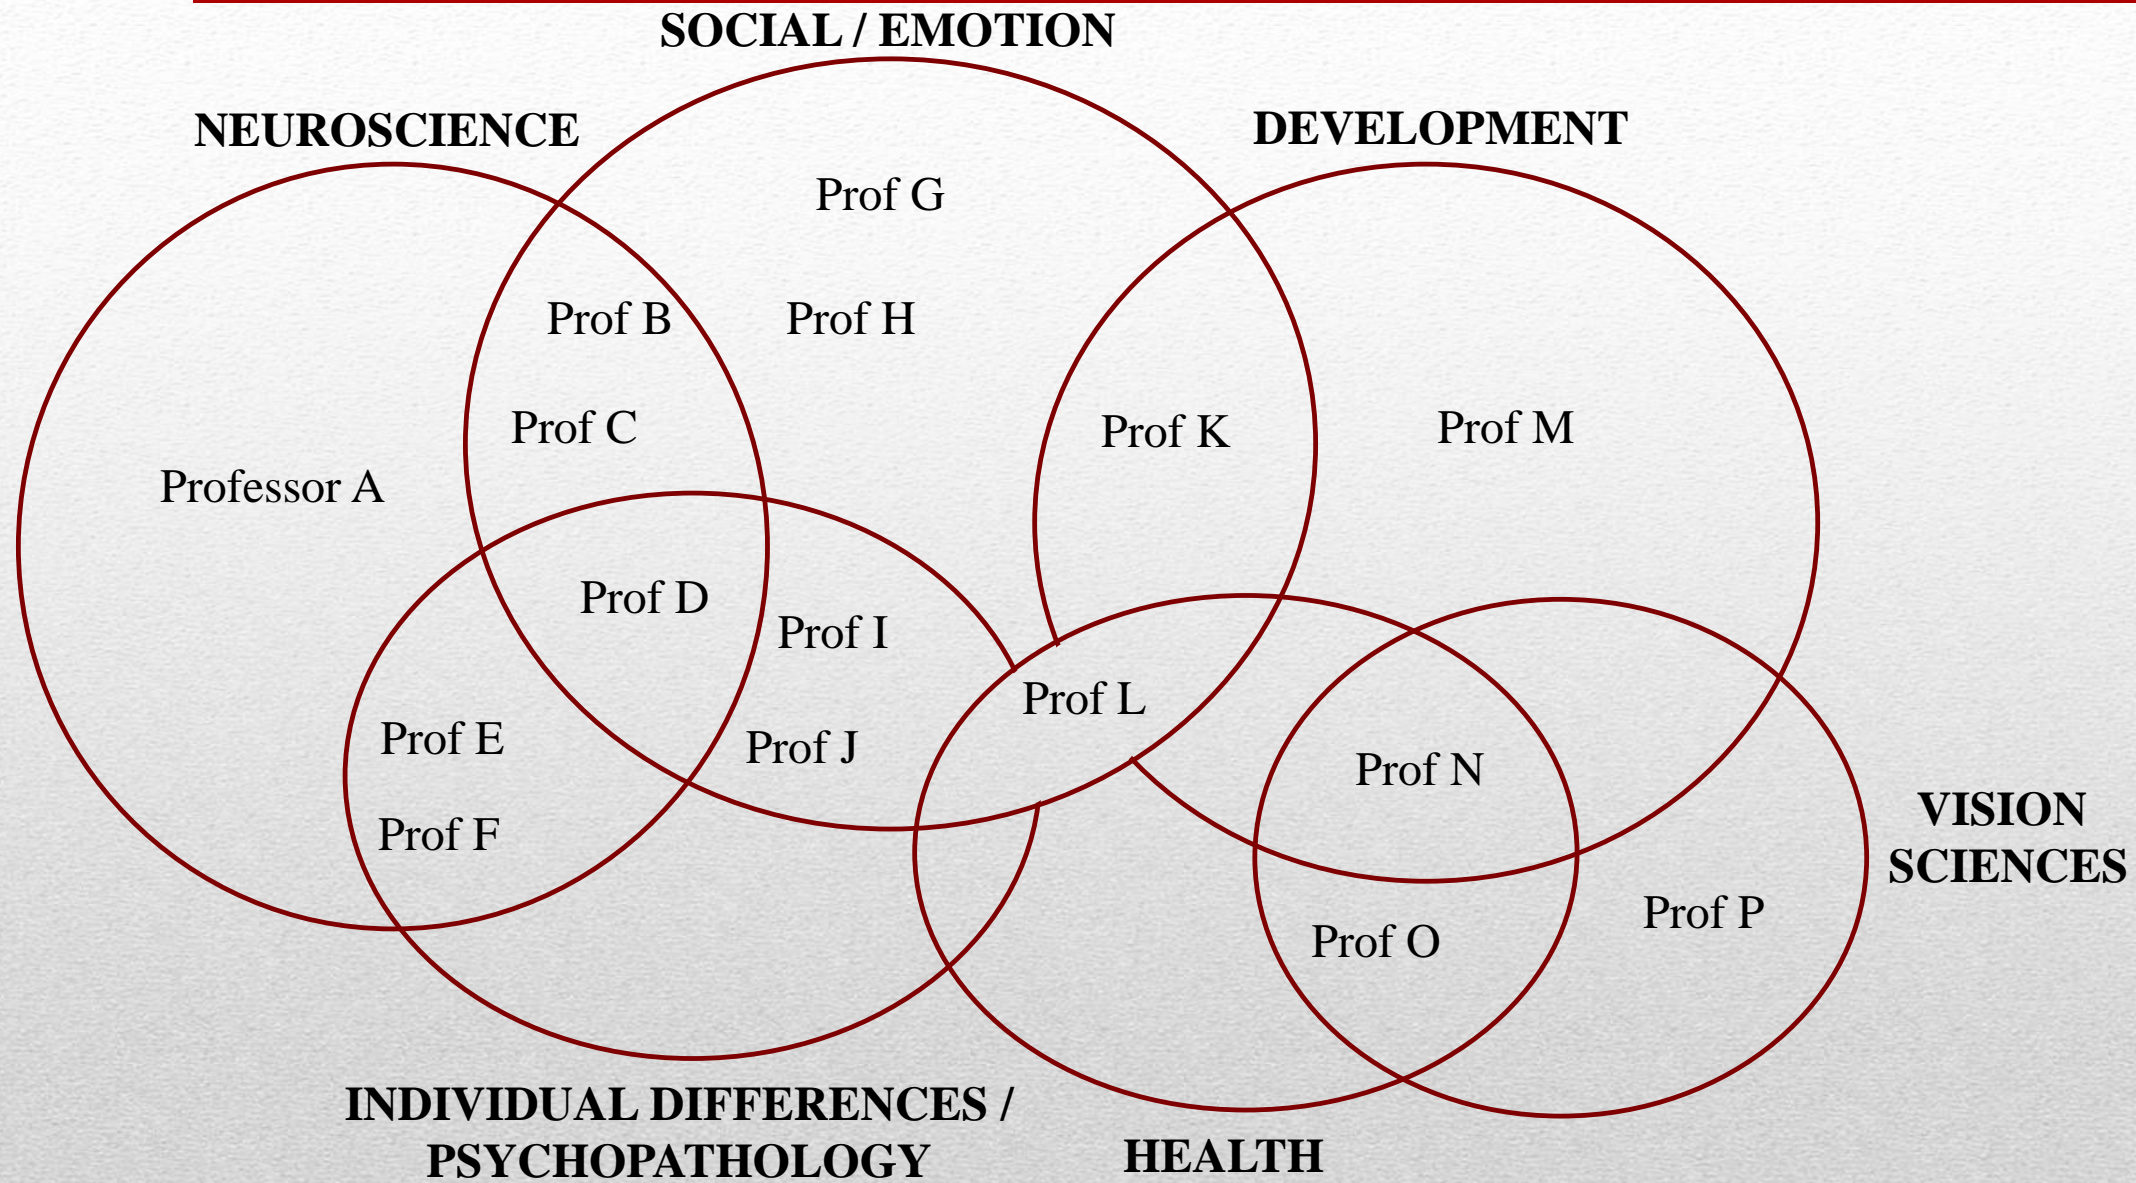 SOCIAL / EMOTION
NEUROSCIENCE
DEVELOPMENT
Prof G
Prof B
Prof H
Prof C
Prof K
Prof M
Professor A
Prof D
Prof I
Prof L
Prof E
Prof J
Prof N
Prof F
VISION
SCIENCES
Prof P
Prof O
INDIVIDUAL DIFFERENCES /
PSYCHOPATHOLOGY
HEALTH